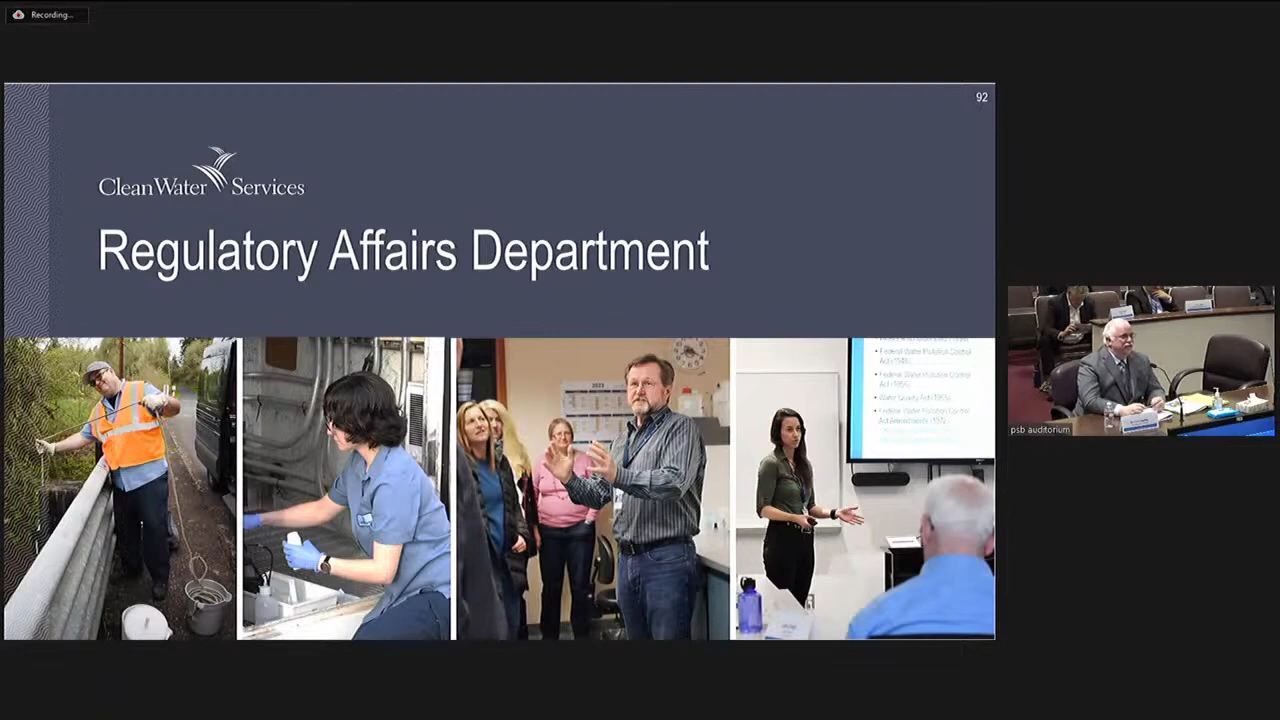 Recording...
92
CleanWater Services
Regulatory Affairs Department
2023
• Federal Water Pollution Control
Act (1948)
• Federal Water Pollution Control
Act (1956)
• Water Quality Act (1965)
• Federal Water Pollution Control
Act Amendments (1972)
psb auditorium